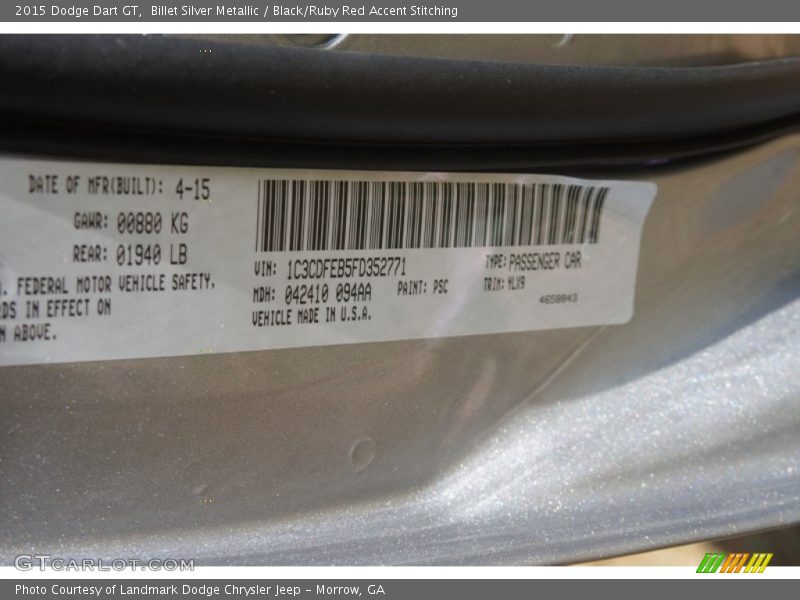 2015 Dodge Dart GT,  Billet Silver Metallic / Black/Ruby Red Accent Stitching
DATE OF MFR(BUILT): 4-15
GAWR: 00880 KG
REAR: 01940 LB
. FEDERAL MOTOR VEHICLE SAFETY,
DS IN EFFECT ON
N ABOVE.
VIN: 1C3CDFEB5FD352771
TYPE: PASSENGER CAR
MDH: 042410 094AA
PAINT: PSC
TRIM: MLX9
VEHICLE MADE IN U.S.A.
4658843
GTCARLOT.COM
Photo Courtesy of Landmark Dodge Chrysler Jeep – Morrow, GA